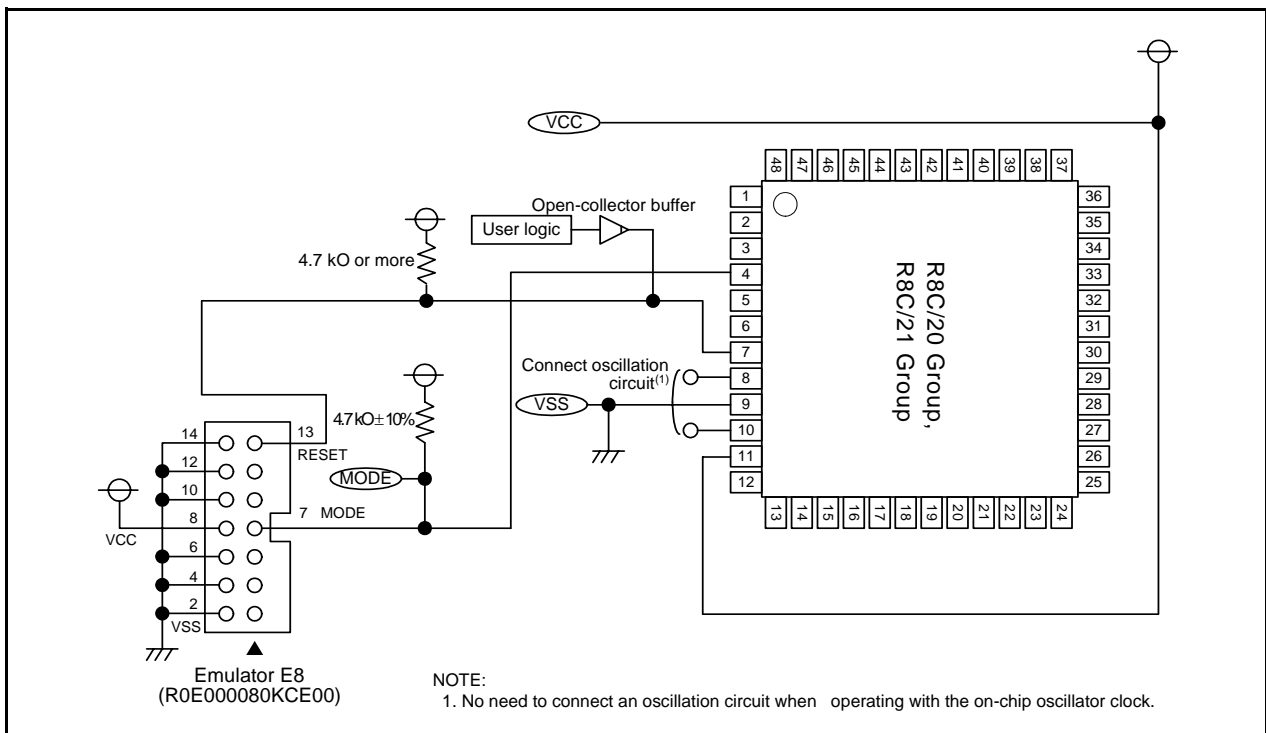 VCC
48 47 46 45 44 43 42 41 40 39 38 37
Open-collector buffer
User logic
4.7 kO or more
1
2
3
4
5
6
7
8
9
10
11
12
R8C/20 Group,
R8C/21 Group
36
35
34
33
32
31
30
29
28
27
26
25
13 14 15 16 17 18 19 20 21 22 23 24
Connect oscillation
circuit(1)
VSS
4.7kO±10%
MODE
14
13
RESET
12
10
8
7 MODE
VCC
6
4
2
VSS
Emulator E8
(R0E000080KCE00)
NOTE:
1. No need to connect an oscillation circuit when operating with the on-chip oscillator clock.